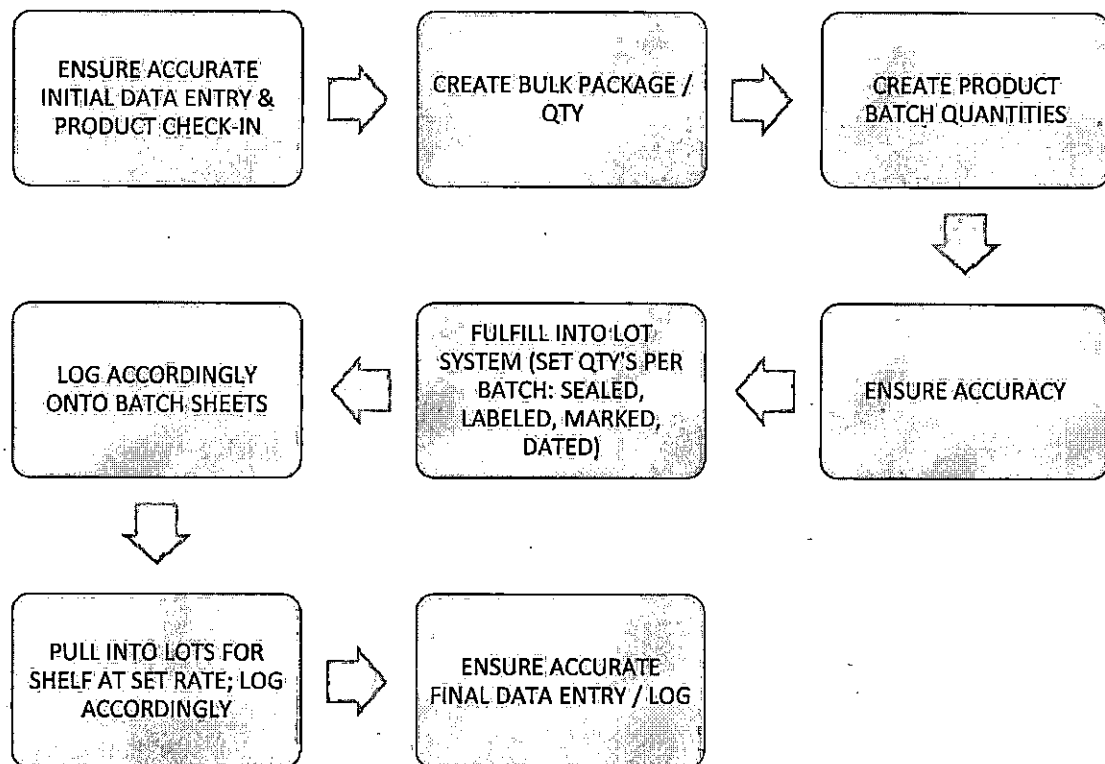 ENSURE ACCURATE
INITIAL DATA ENTRY &
PRODUCT CHECK-IN
CREATE BULK PACKAGE /
QTY
CREATE PRODUCT
BATCH QUANTITIES
ENSURE ACCURACY
FULFILL INTO LOT
SYSTEM (SET QTY'S PER
BATCH: SEALED,
LABELED, MARKED,
DATED)
LOG ACCORDINGLY
ONTO BATCH SHEETS
PULL INTO LOTS FOR
SHELF AT SET RATE; LOG
ACCORDINGLY
ENSURE ACCURATE
FINAL DATA ENTRY / LOG